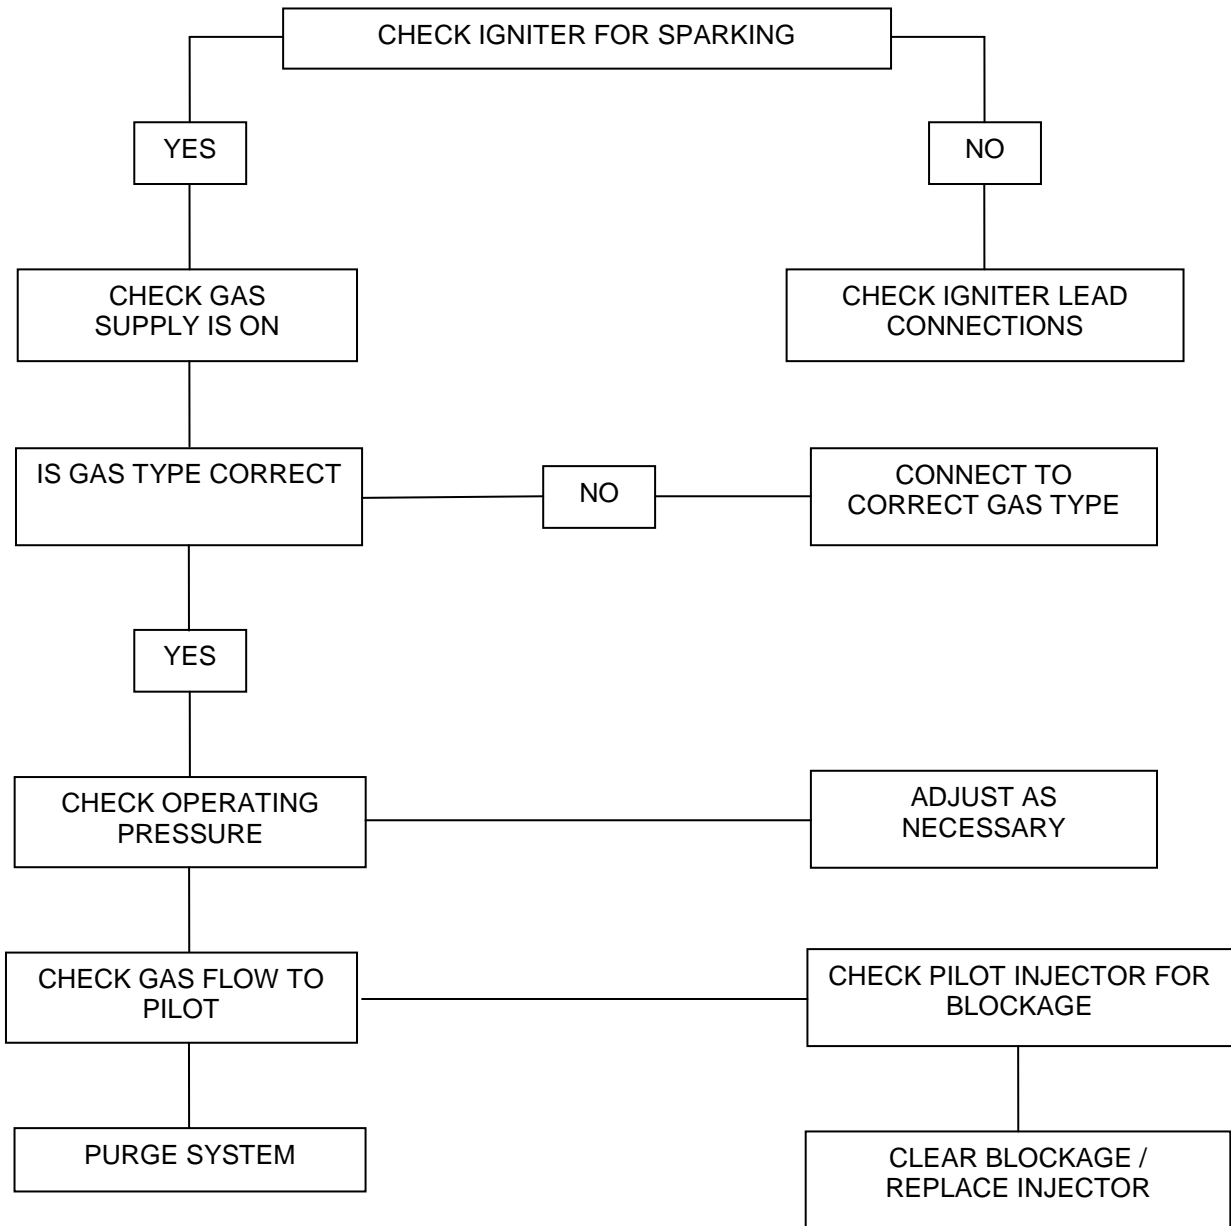 CHECK IGNITER FOR SPARKING
YES
NO
CHECK GAS
SUPPLY IS ON
CHECK IGNITER LEAD
CONNECTIONS
IS GAS TYPE CORRECT
NO
CONNECT TO
CORRECT GAS TYPE
YES
CHECK OPERATING
PRESSURE
ADJUST AS
NECESSARY
CHECK GAS FLOW TO
PILOT
CHECK PILOT INJECTOR FOR
BLOCKAGE
PURGE SYSTEM
CLEAR BLOCKAGE /
REPLACE INJECTOR